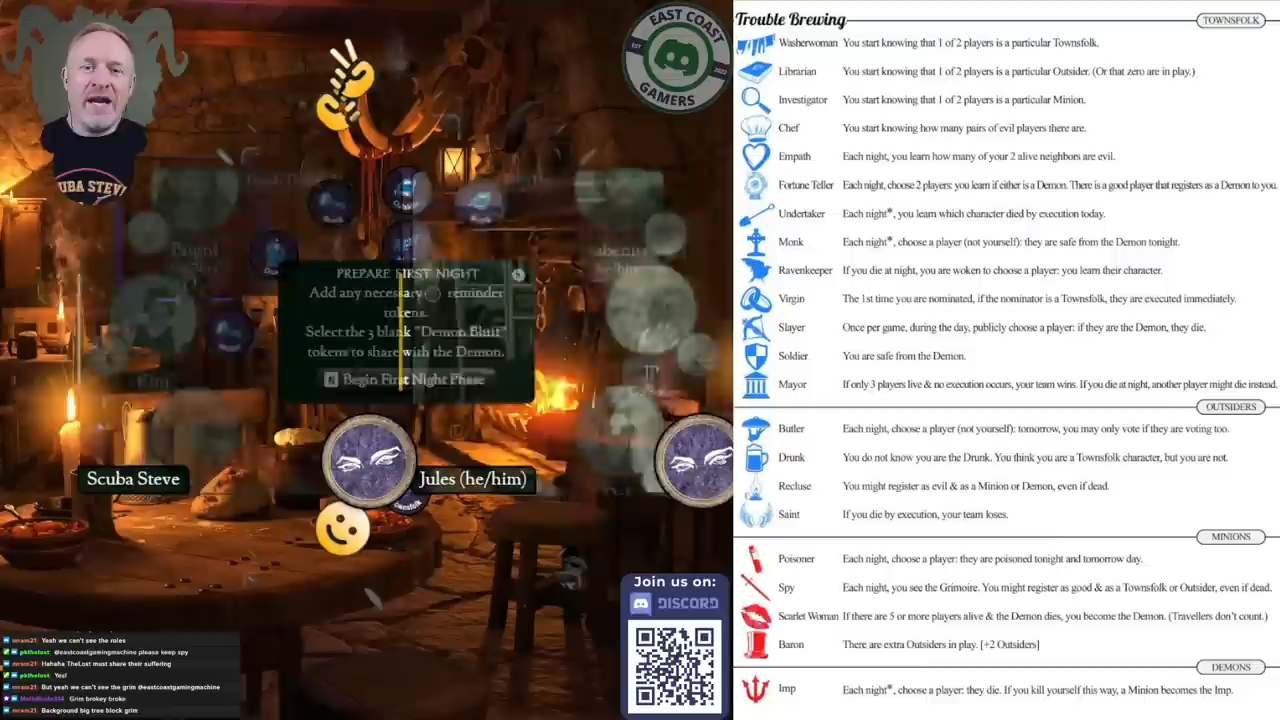 EAST COAST
EST
2022
GAMERS
PREPARE FIRST NIGHT
Add any necessary reminder
tokens.
Select the 3 blank "Demon Bluff"
tokens to share with the Demon.
N Begin First Night Phase
Scuba Steve
Jules (he/him)
Join us on:
DISCORD
mram21: Yeah we can't see the roles
pkthelost: @eastcoastgamingmachine please keep spy
mram21: Hahaha TheLost must share their suffering
pkthelost: Yes!
mram21: But yeah we can't see the grim @eastcoastgamingmachine
Grim brokey broke
mram21: Background big tree block grim
Trouble Brewing
TOWNSFOLK
Washerwoman You start knowing that 1 of 2 players is a particular Townsfolk.
Librarian You start knowing that 1 of 2 players is a particular Outsider. (Or that zero are in play.)
Investigator You start knowing that 1 of 2 players is a particular Minion.
Chef You start knowing how many pairs of evil players there are.
Empath Each night, you learn how many of your 2 alive neighbors are evil.
Fortune Teller Each night, choose 2 players: you learn if either is a Demon. There is a good player that registers as a Demon to you.
Undertaker Each night*, you learn which character died by execution today.
Monk Each night*, choose a player (not yourself): they are safe from the Demon tonight.
Ravenkeeper If you die at night, you are woken to choose a player: you learn their character.
Virgin The 1st time you are nominated, if the nominator is a Townsfolk, they are executed immediately.
Slayer Once per game, during the day, publicly choose a player: if they are the Demon, they die.
Soldier You are safe from the Demon.
Mayor If only 3 players live & no execution occurs, your team wins. If you die at night, another player might die instead.
OUTSIDERS
Butler Each night, choose a player (not yourself): tomorrow, you may only vote if they are voting too.
Drunk You do not know you are the Drunk. You think you are a Townsfolk character, but you are not.
Recluse You might register as evil & as a Minion or Demon, even if dead.
Saint If you die by execution, your team loses.
MINIONS
Poisoner Each night, choose a player: they are poisoned tonight and tomorrow day.
Spy Each night, you see the Grimoire. You might register as good & as a Townsfolk or Outsider, even if dead.
Scarlet Woman If there are 5 or more players alive & the Demon dies, you become the Demon. (Travellers don't count.)
Baron There are extra Outsiders in play. [+2 Outsiders]
DEMONS
Imp Each night*, choose a player: they die. If you kill yourself this way, a Minion becomes the Imp.